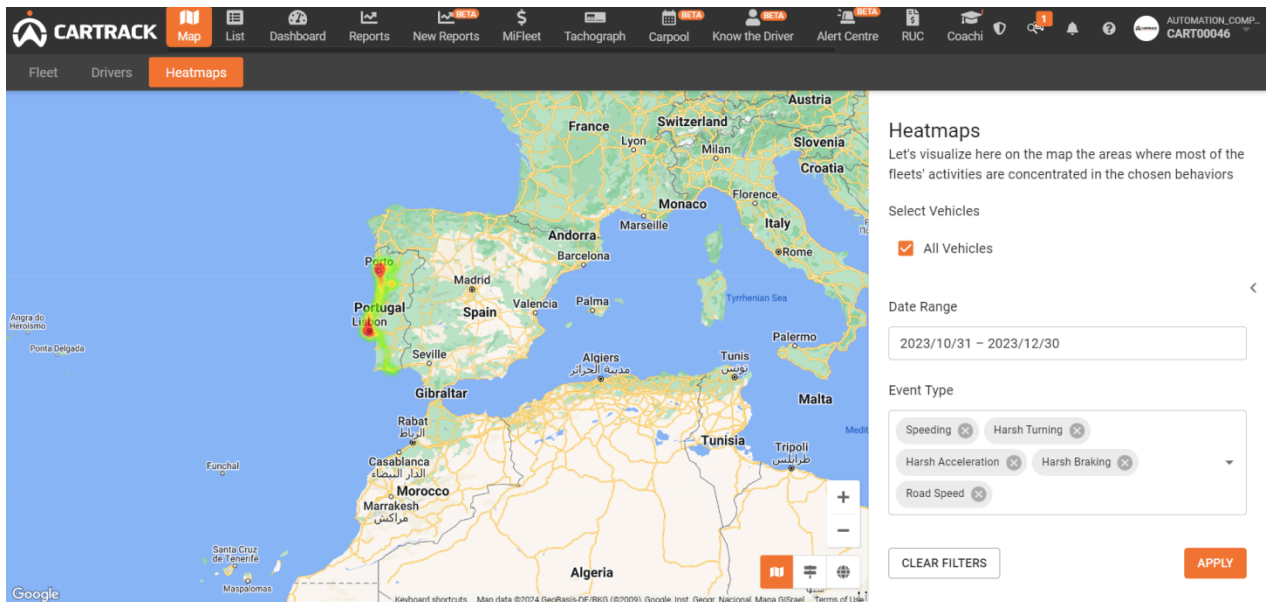 CARTRACK
Map
List
Dashboard
Reports
BETA
New Reports
MiFleet
Tachograph
BETA
Carpool
BETA
Know the Driver
BETA
Alert Centre
RUC
Coachi
1
AUTOMATION_COMP...
CART00046
Fleet Drivers Heatmaps
Austria
France
Switzerland
Lyon
Milan
Slovenia
Croatia
Florence
Monaco
Marseille
Italy
Andorra
Barcelona
Rome
Porto
Madrid
Portugal
Spain
Valencia
Palma
Tyrrhenian Sea
Lisbon
Angra do
Heroísmo
Ponta Delgada
Palermo
Seville
Algiers
مدينة الجزائر
Tunis
تونس
Gibraltar
Malta
Rabat
الرباط
Medit
Tunisia
Tripoli
طرابلس
Funchal
Casablanca
الدار البيضاء
Morocco
Marrakesh
مراكش
Santa Cruz
de Tenerife
Maspalomas
Algeria
Google
Keyboard shortcuts Map data ©2024 GeoBasis-DE/BKG (©2009), Google, Inst. Geogr. Nacional, Mapa GISrael Terms of Use
Heatmaps
Let's visualize here on the map the areas where most of the
fleets' activities are concentrated in the chosen behaviors
Select Vehicles
All Vehicles
Date Range
2023/10/31 – 2023/12/30
Event Type
Speeding Harsh Turning
Harsh Acceleration Harsh Braking
Road Speed
CLEAR FILTERS APPLY